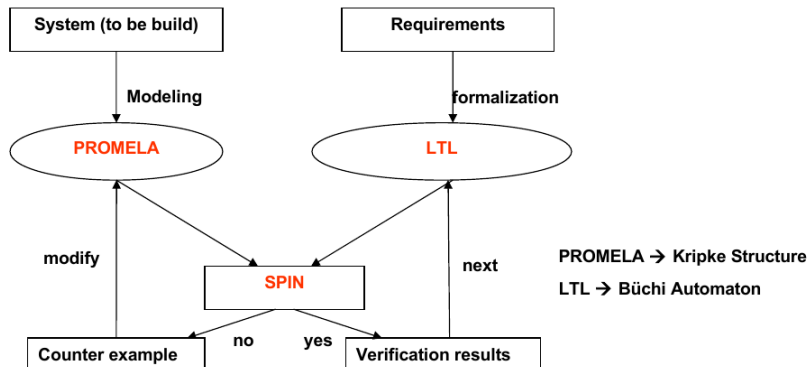 System (to be build)
Requirements
Modeling
formalization
PROMELA
LTL
modify
SPIN
next
PROMELA → Kripke Structure
LTL → Büchi Automaton
no
yes
Counter example
Verification results